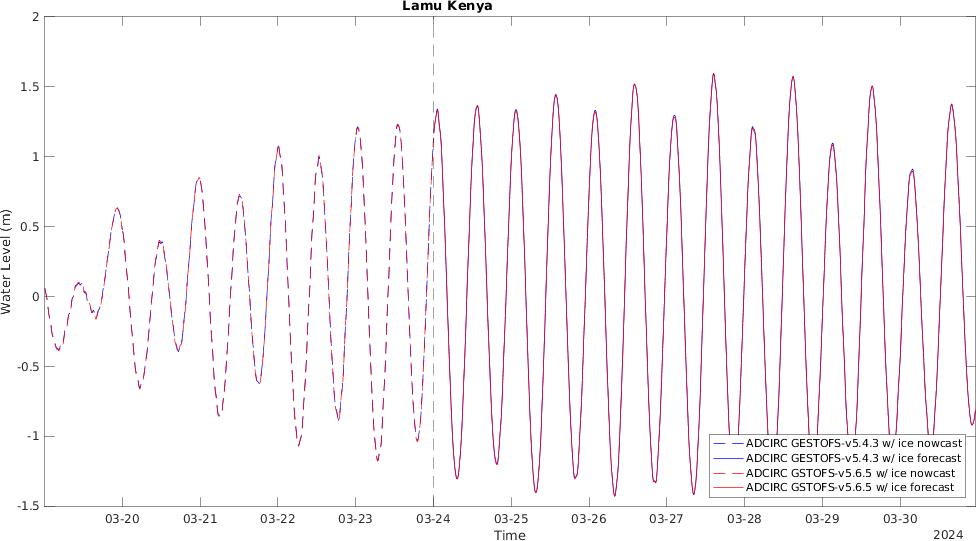 Lamu Kenya
2
1.5
1
0.5
0
-0.5
-1
-1.5
Water Level (m)
ADCIRC GESTOFS-v5.4.3 w/ ice nowcast
ADCIRC GESTOFS-v5.4.3 w/ ice forecast
ADCIRC GSTOFS-v5.6.5 w/ ice nowcast
ADCIRC GSTOFS-v5.6.5 w/ ice forecast
03-20 03-21 03-22 03-23 03-24 03-25 03-26 03-27 03-28 03-29 03-30
Time
2024